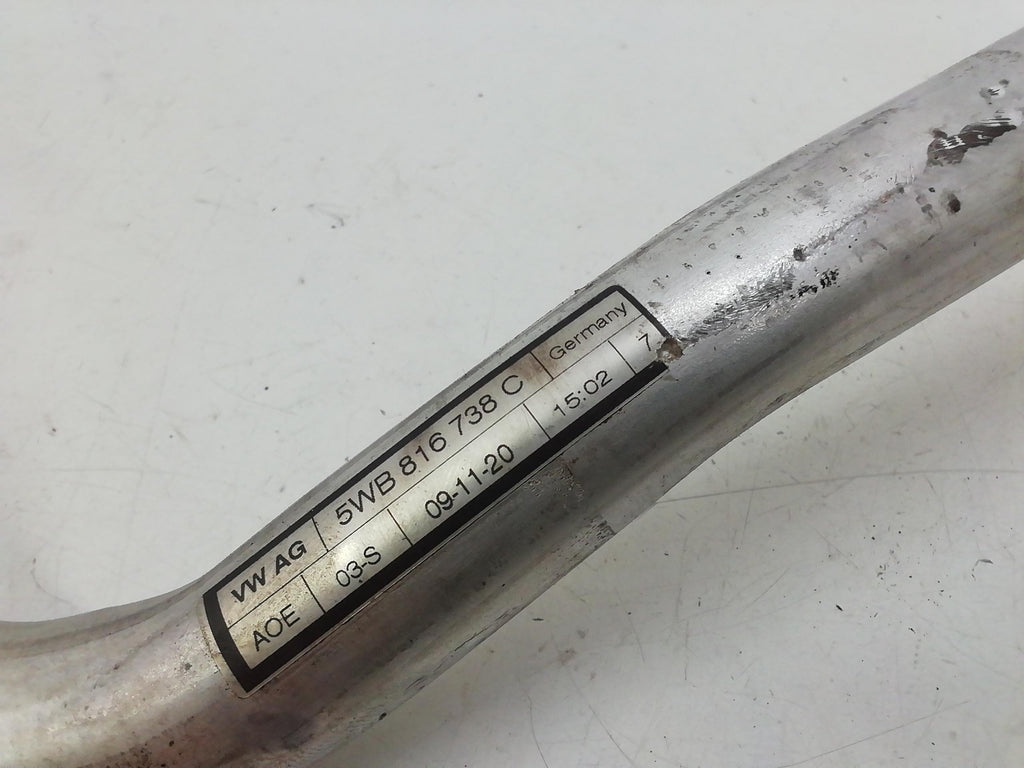 VW AG 5WB 816 738 C Germany
AOE 03-S 09-11-20 15:02 7